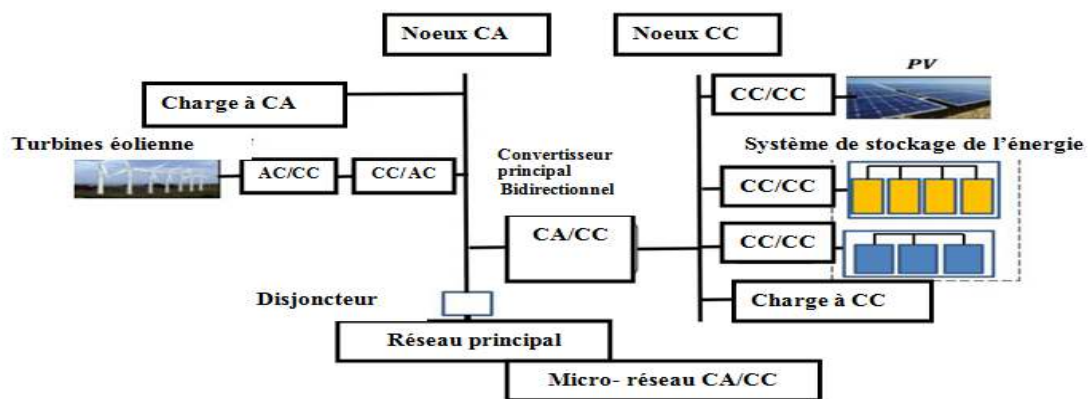 Noeux CA
Noeux CC
PV
Charge à CA
CC/CC
Turbines éolienne
Système de stockage de l'énergie
AC/CC
CC/AC
Convertisseur
principal
Bidirectionnel
CC/CC
CA/CC
CC/CC
Disjoncteur
Charge à CC
Réseau principal
Micro- réseau CA/CC